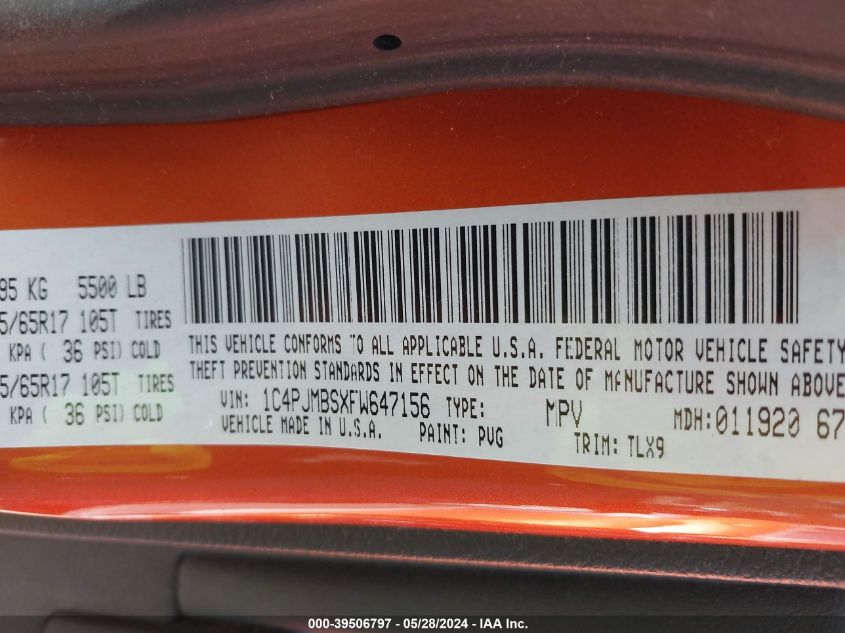 95 KG 5500 LB
5/65R17 105T TIRES
KPA ( 36 PSI) COLD
5/65R17 105T TIRES
KPA ( 36 PSI) COLD
THIS VEHICLE CONFORMS TO ALL APPLICABLE U.S.A. FEDERAL MOTOR VEHICLE SAFETY
THEFT PREVENTION STANDARDS IN EFFECT ON THE DATE OF MANUFACTURE SHOWN ABOVE
VIN: 1C4PJMBSXFW647156 TYPE: MPV MDH: 011920 67
VEHICLE MADE IN U.S.A. PAINT: PVG TRIM: TLX9
000-39506797 - 05/28/2024 - IAA Inc.